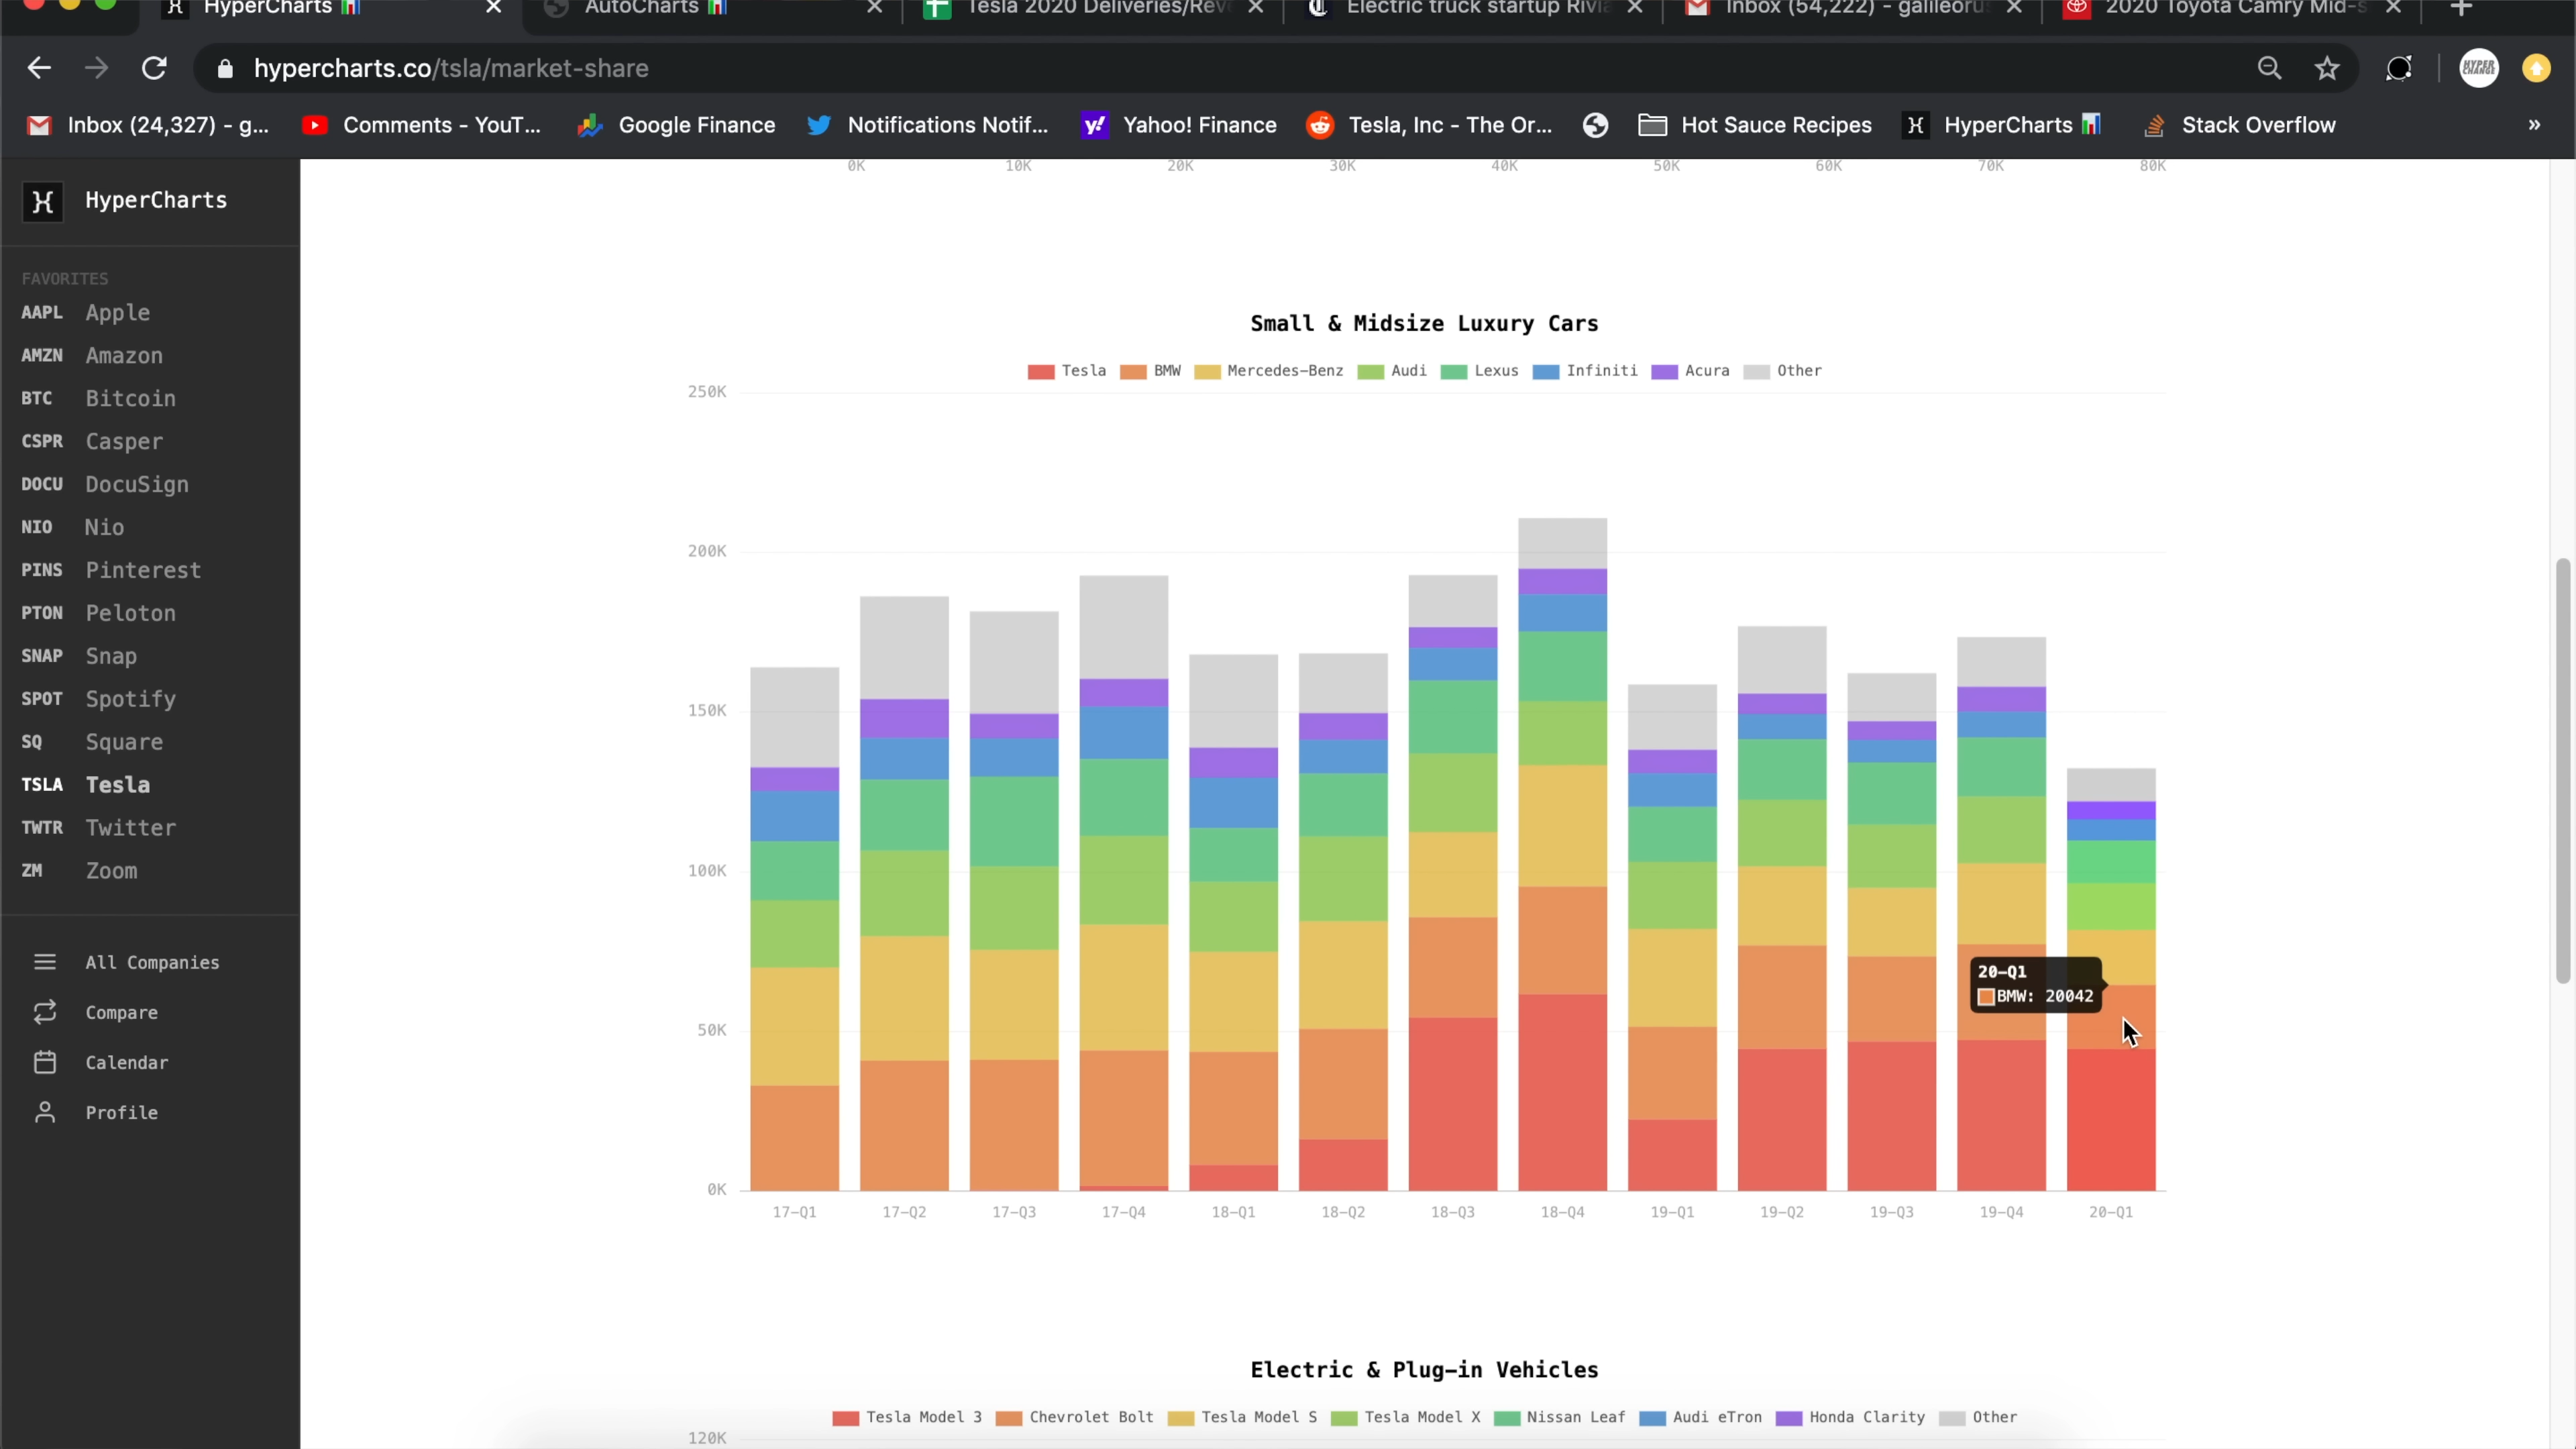 HyperCharts
AutoCharts
Tesla 2020 Deliveries/Reve
Electric truck startup Rivia
Inbox (54,222) - galileorus
2020 Toyota Camry Mid-s
hypercharts.co/tsla/market-share
HYPER CHANGE
Inbox (24,327) - g...
Comments - YouT...
Google Finance
Notifications Notif...
Yahoo! Finance
Tesla, Inc - The Or...
Hot Sauce Recipes
HyperCharts
Stack Overflow
»
HyperCharts
FAVORITES
AAPL Apple
AMZN Amazon
BTC Bitcoin
CSPR Casper
DOCU DocuSign
NIO Nio
PINS Pinterest
PTON Peloton
SNAP Snap
SPOT Spotify
SQ Square
TSLA Tesla
TWTR Twitter
ZM Zoom
All Companies
Compare
Calendar
Profile
0K 10K 20K 30K 40K 50K 60K 70K 80K
Small & Midsize Luxury Cars
Tesla BMW Mercedes-Benz Audi Lexus Infiniti Acura Other
250K
200K
150K
100K
50K
0K
20-Q1
BMW: 20042
17-Q1 17-Q2 17-Q3 17-Q4 18-Q1 18-Q2 18-Q3 18-Q4 19-Q1 19-Q2 19-Q3 19-Q4 20-Q1
Electric & Plug-in Vehicles
Tesla Model 3 Chevrolet Bolt Tesla Model S Tesla Model X Nissan Leaf Audi eTron Honda Clarity Other
120K